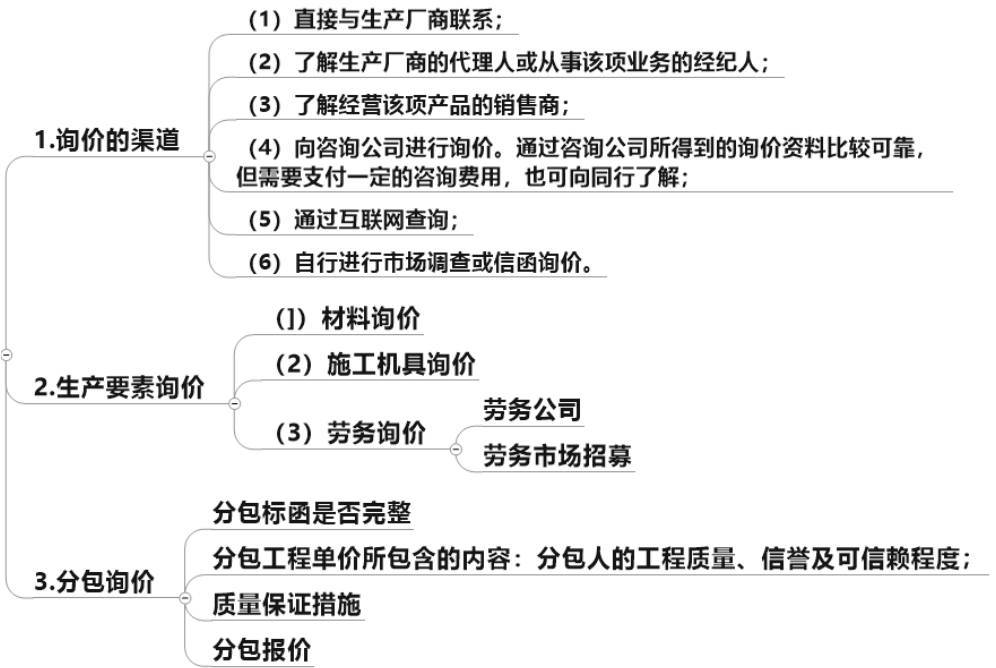 (1）直接与生产厂商联系；
(2）了解生产厂商的代理人或从事该项业务的经纪人；
(3）了解经营该项产品的销售商；
1.询价的渠道
(4）向咨询公司进行询价。通过咨询公司所得到的询价资料比较可靠，
但需要支付一定的咨询费用，也可向同行了解；
(5）通过互联网查询；
(6）自行进行市场调查或信函询价。
(]）材料询价
(2）施工机具询价
2.生产要素询价
(3）劳务询价
劳务公司
劳务市场招募
分包标函是否完整
分包工程单价所包含的内容：分包人的工程质量、信誉及可信赖程度；
3.分包询价
质量保证措施
分包报价